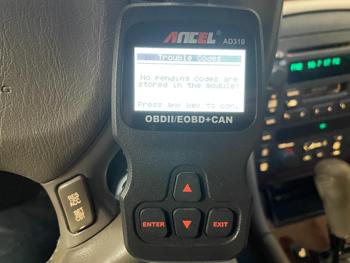 ANCEL
AD310
Trouble Codes
No pending codes are
stored in the module!
Press any key to con.
OBDII/EOBD+CAN
ENTER
EXIT
RES